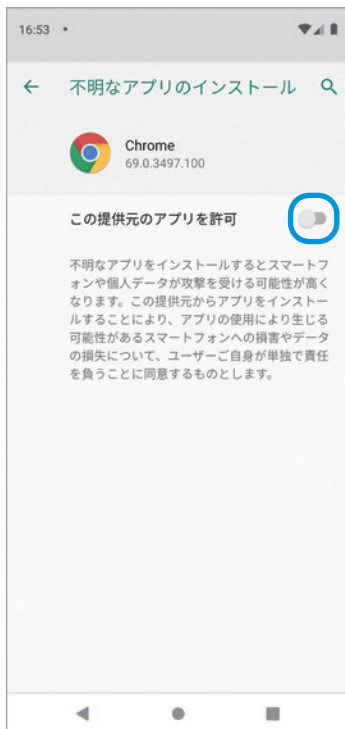 16:53
不明なアプリのインストール
Chrome
69.0.3497.100
この提供元のアプリを許可
不明なアプリをインストールするとスマートフ
ォンや個人データが攻撃を受ける可能性が高く
なります。この提供元からアプリをインストー
ルすることにより、アプリの使用により生じる
可能性があるスマートフォンへの損害やデータ
の損失について、ユーザーご自身が単独で責任
を負うことに同意するものとします。